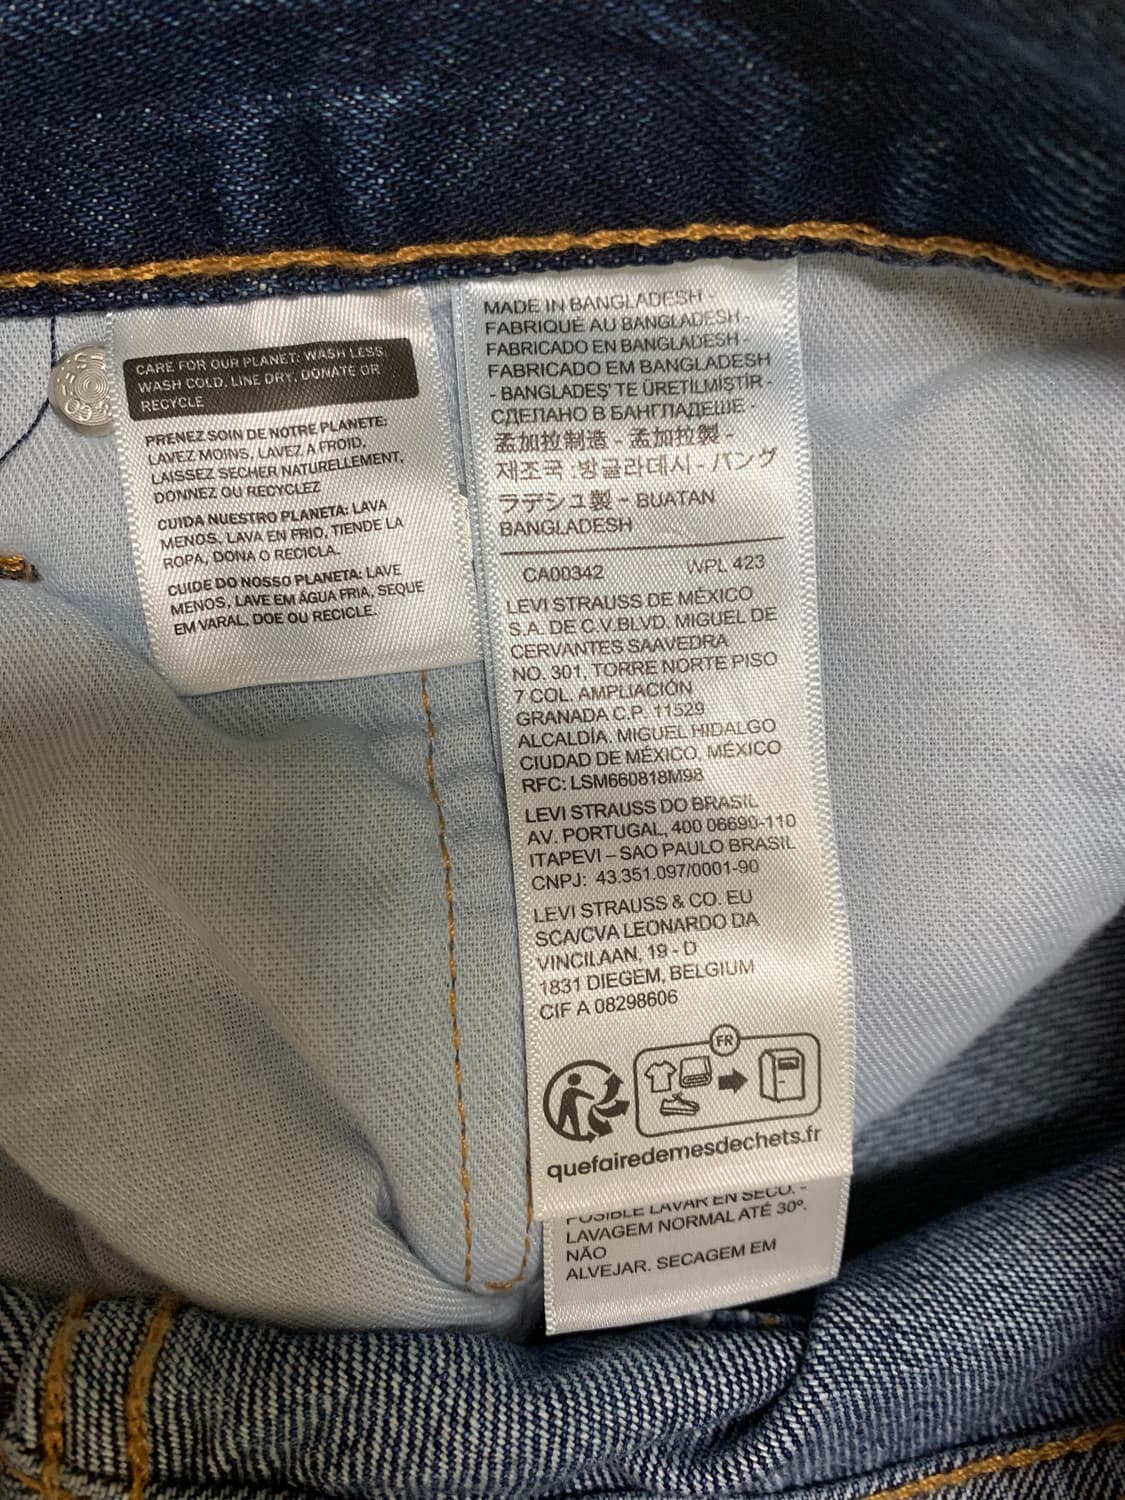 CARE FOR OUR PLANET: WASH LESS,
WASH COLD, LINE DRY, DONATE OR
RECYCLE
PRENEZ SOIN DE NOTRE PLANETE:
LAVEZ MOINS, LAVEZ A FROID,
LAISSEZ SECHER NATURELLEMENT,
DONNEZ OU RECYCLEZ
CUIDA NUESTRO PLANETA: LAVA
MENOS, LAVA EN FRIO, TIENDE LA
ROPA, DONA O RECICLA.
CUIDE DO NOSSO PLANETA: LAVE
MENOS, LAVE EM ÁGUA FRIA, SEQUE
EM VARAL, DOE OU RECICLE.
MADE IN BANGLADESH -
FABRIQUÉ AU BANGLADESH -
FABRICADO EN BANGLADESH -
FABRICADO EM BANGLADESH
- BANGLADEŞ'TE ÜRETİLMİŞTİR -
СДЕЛАНО В БАНГЛАДЕШЕ -
孟加拉制造 - 孟加拉製 -
제조국 :방글라데시 - バング
ラデシュ製 - BUATAN
BANGLADESH
CA00342 WPL 423
LEVI STRAUSS DE MÉXICO
S.A. DE C.V.BLVD. MIGUEL DE
CERVANTES SAAVEDRA
NO. 301, TORRE NORTE PISO
7 COL. AMPLIACIÓN
GRANADA C.P. 11529
ALCALDÍA. MIGUEL HIDALGO
CIUDAD DE MÉXICO, MÉXICO
RFC: LSM660818M98
LEVI STRAUSS DO BRASIL
AV. PORTUGAL, 400 06690-110
ITAPEVI – SAO PAULO BRASIL
CNPJ: 43.351.097/0001-90
LEVI STRAUSS & CO. EU
SCA/CVA LEONARDO DA
VINCILAAN, 19 - D
1831 DIEGEM, BELGIUM
CIF A 08298606
FR
quefairedemesdechets.fr
POSIBLE LAVAR EN SECO. -
LAVAGEM NORMAL ATÉ 30º.
NÃO
ALVEJAR. SECAGEM EM